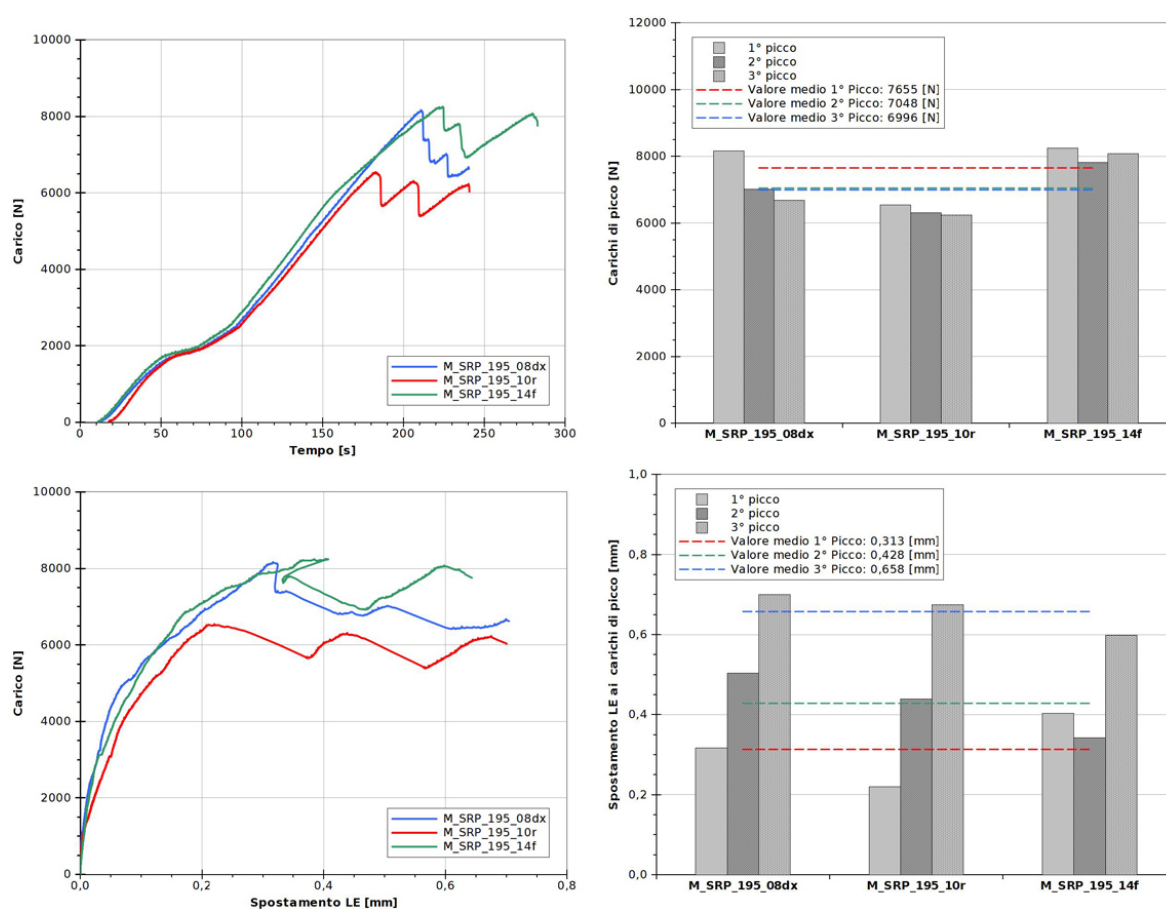 10000
8000
6000
4000
2000
0
Carico [N]
0 50 100 150 200 250 300
Tempo [s]
M_SRP_195_08dx
M_SRP_195_10r
M_SRP_195_14f
12000
10000
8000
6000
4000
2000
0
Carichi di picco [N]
1° picco
2° picco
3° picco
Valore medio 1° Picco: 7655 [N]
Valore medio 2° Picco: 7048 [N]
Valore medio 3° Picco: 6996 [N]
M_SRP_195_08dx M_SRP_195_10r M_SRP_195_14f
10000
8000
6000
4000
2000
0
Carico [N]
0,0 0,2 0,4 0,6 0,8
Spostamento LE [mm]
M_SRP_195_08dx
M_SRP_195_10r
M_SRP_195_14f
1,0
0,8
0,6
0,4
0,2
0,0
Spostamento LE ai carichi di picco [mm]
1° picco
2° picco
3° picco
Valore medio 1° Picco: 0,313 [mm]
Valore medio 2° Picco: 0,428 [mm]
Valore medio 3° Picco: 0,658 [mm]
M_SRP_195_08dx M_SRP_195_10r M_SRP_195_14f